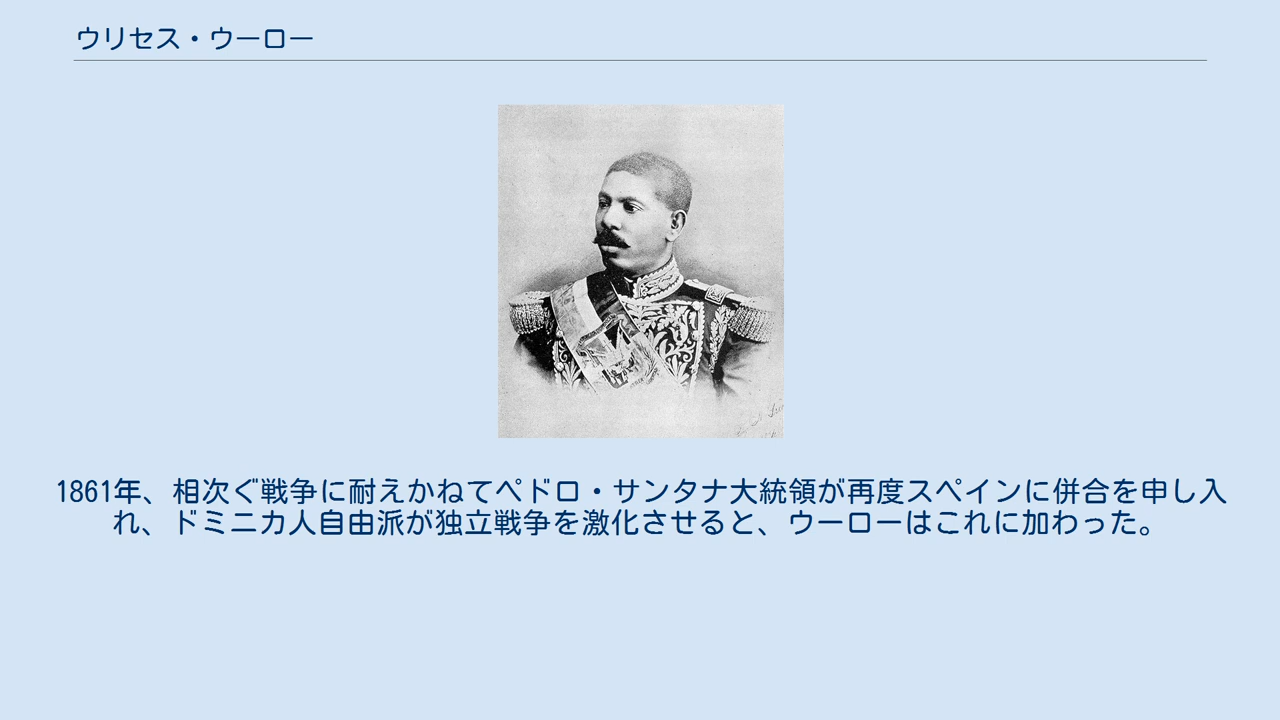 ウリセス・ウーロー
1861年、相次ぐ戦争に耐えかねてペドロ・サンタナ大統領が再度スペインに併合を申し入
れ、ドミニカ人自由派が独立戦争を激化させると、ウーローはこれに加わった。